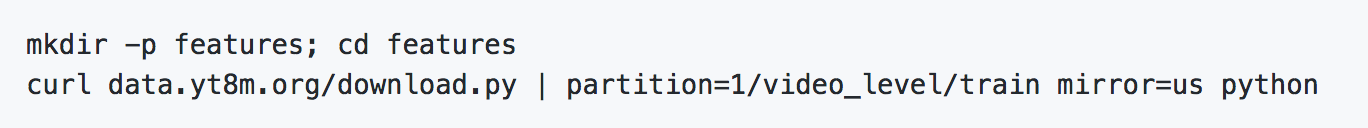 mkdir -p features; cd features
curl data.yt8m.org/download.py | partition=1/video_level/train mirror=us python